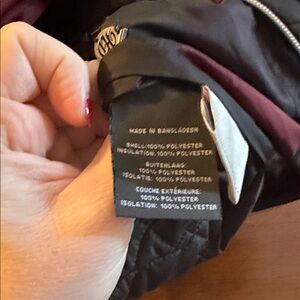 MADE IN BANGLADESH
SHELL:100% POLYESTER
INSULATION: 100% POLYESTER
BUITENLAAG:
100% POLYESTER
ISOLATIE: 100% POLYESTER
COUCHE EXTÉRIEURE:
100% POLYESTER
ISOLATION: 100% POLYESTER